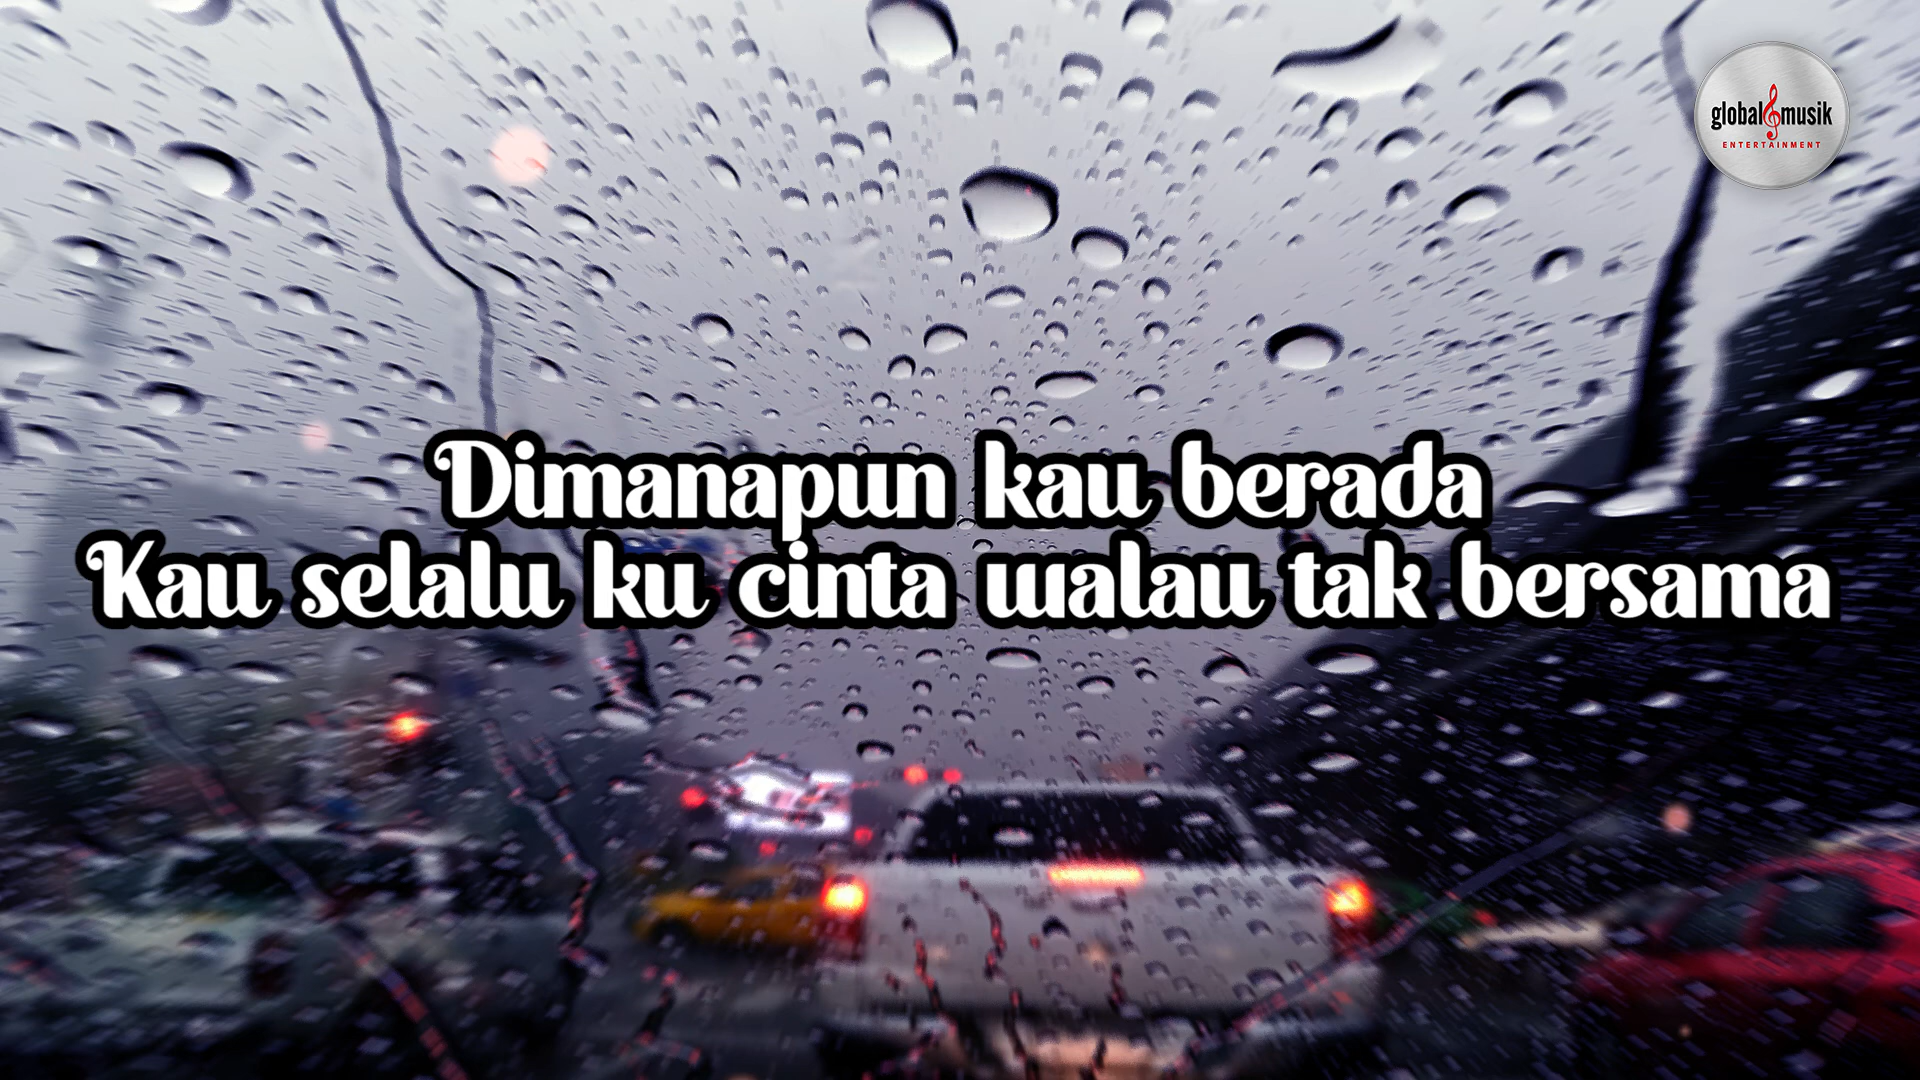 global musik
ENTERTAINMENT
Dimanapun kau berada
Kau selalu ku cinta walau tak bersama